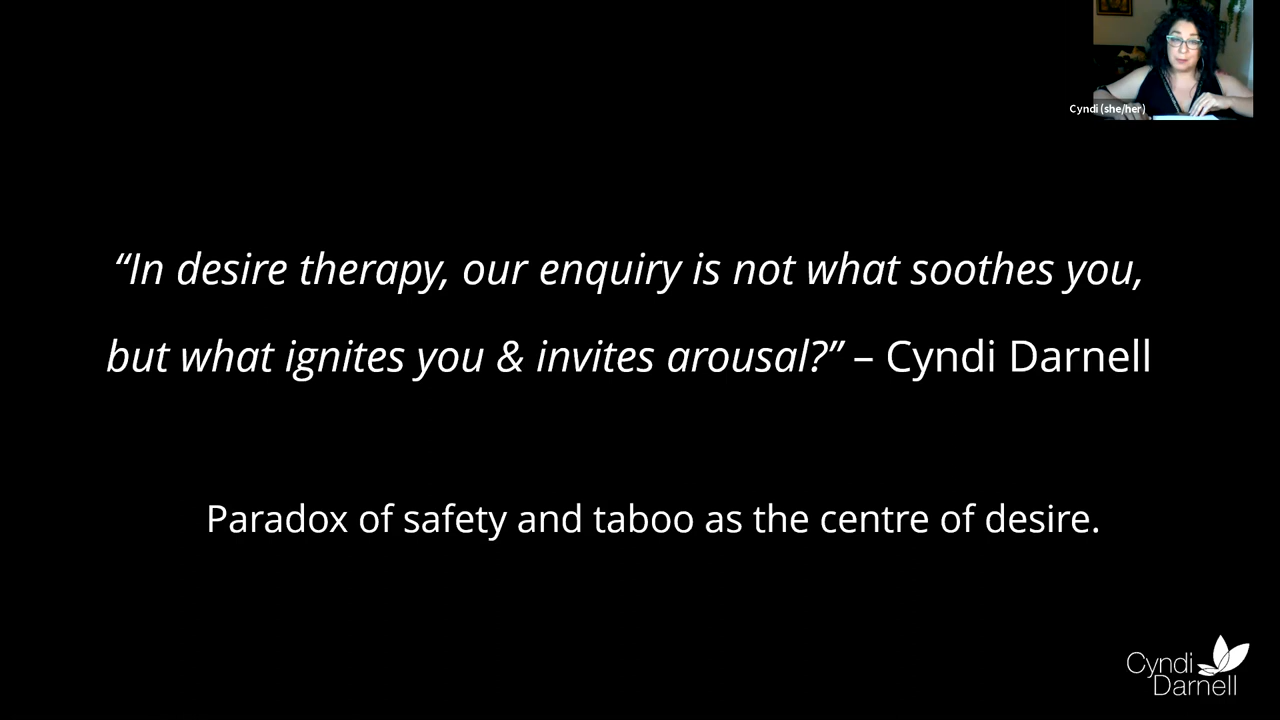 Cyndi (she/her)
“In desire therapy, our enquiry is not what soothes you,
but what ignites you & invites arousal?” – Cyndi Darnell
Paradox of safety and taboo as the centre of desire.
Cyndi
Darnell